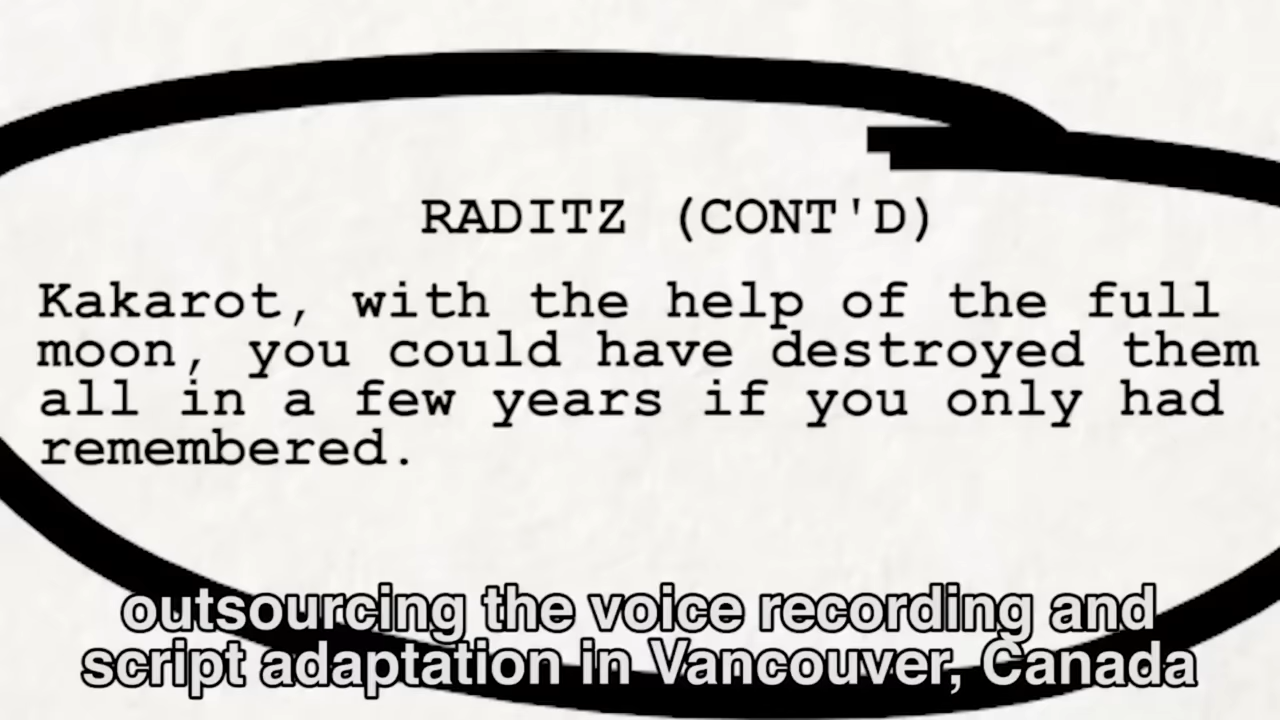 RADITZ (CONT'D)
Kakarot, with the help of the full
moon, you could have destroyed them
all in a few years if you only had
remembered.
outsourcing the voice recording and
script adaptation in Vancouver, Canada